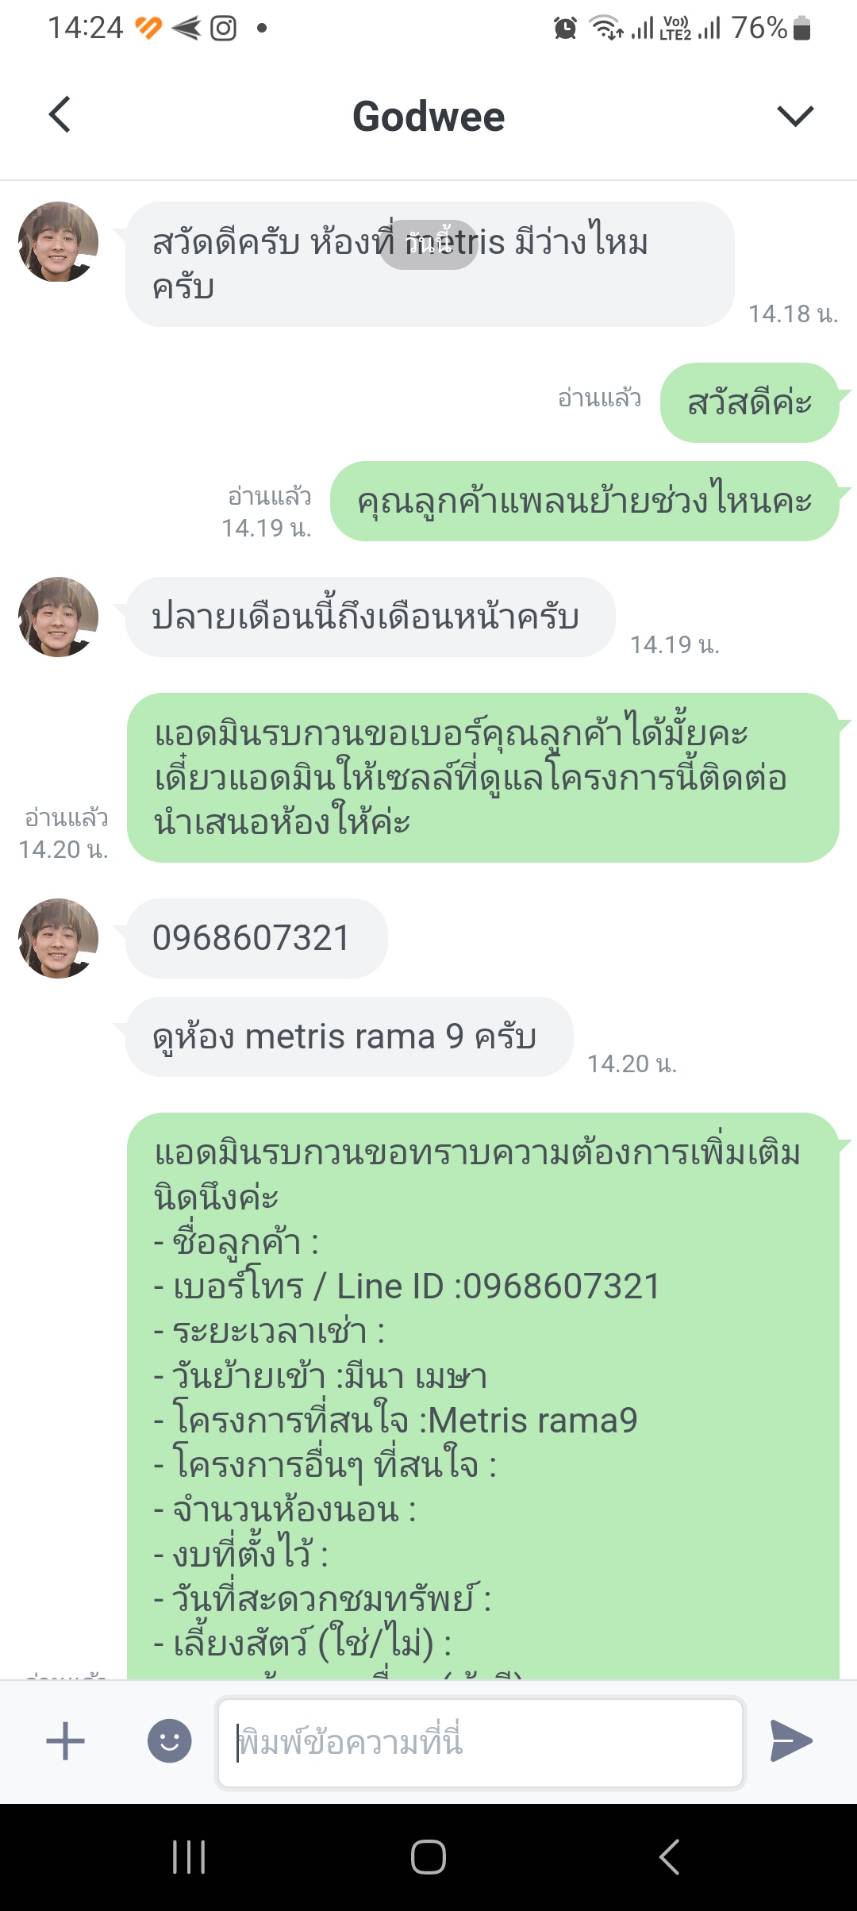 14:24
Vo))
LTE2
76%
Godwee
วันนี้
สวัดดีครับ ห้องที่ metris มีว่างไหม
ครับ
14.18 น.
อ่านแล้ว
สวัสดีค่ะ
อ่านแล้ว
14.19 น.
คุณลูกค้าแพลนย้ายช่วงไหนคะ
ปลายเดือนนี้ถึงเดือนหน้าครับ
14.19 น.
แอดมินรบกวนขอเบอร์คุณลูกค้าได้มั้ยคะ
เดี๋ยวแอดมินให้เซลล์ที่ดูแลโครงการนี้ติดต่อ
นำเสนอห้องให้ค่ะ
อ่านแล้ว
14.20 น.
0968607321
ดูห้อง metris rama 9 ครับ
14.20 น.
แอดมินรบกวนขอทราบความต้องการเพิ่มเติม
นิดนึงค่ะ
- ชื่อลูกค้า :
- เบอร์โทร / Line ID :0968607321
- ระยะเวลาเช่า :
- วันย้ายเข้า :มีนา เมษา
- โครงการที่สนใจ :Metris rama9
- โครงการอื่นๆ ที่สนใจ :
- จำนวนห้องนอน :
- งบที่ตั้งไว้ :
- วันที่สะดวกชมทรัพย์ :
- เลี้ยงสัตว์ (ใช่/ไม่) :
พิมพ์ข้อความที่นี่